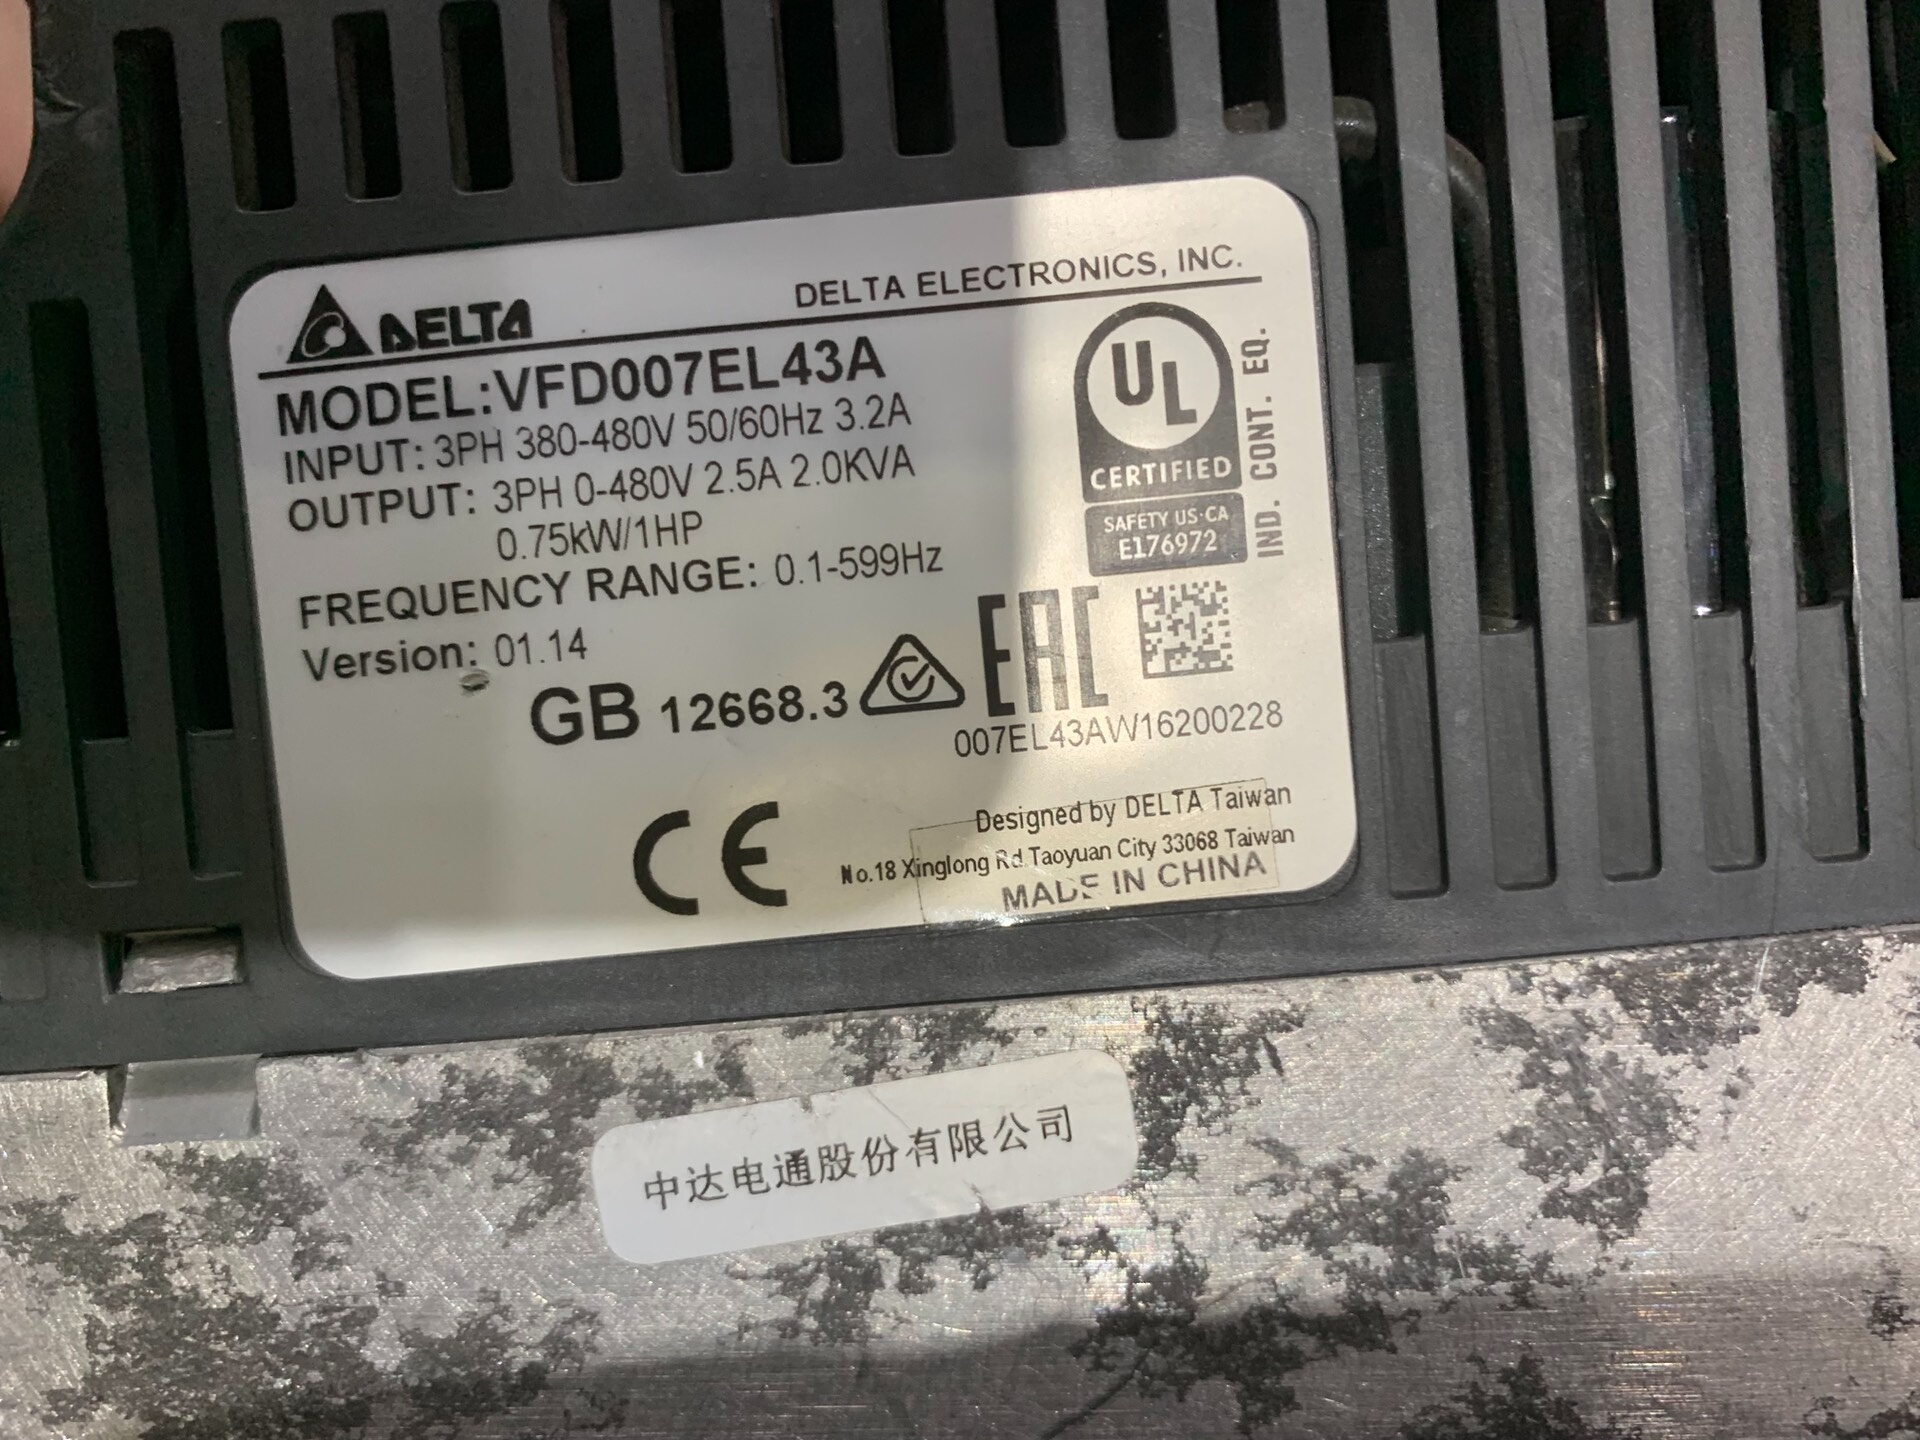 DELTA
DELTA ELECTRONICS, INC.
MODEL:VFD007EL43A
INPUT: 3PH 380-480V 50/60Hz 3.2A
OUTPUT: 3PH 0-480V 2.5A 2.0KVA
0.75kW/1HP
FREQUENCY RANGE: 0.1-599Hz
Version: 01.14
UL
CERTIFIED
SAFETY US·CA
E176972
IND. CONT. EQ.
GB 12668.3
EAC
007EL43AW16200228
CE
Designed by DELTA Taiwan
No.18 Xinglong Rd Taoyuan City 33068 Taiwan
MADE IN CHINA
中达电通股份有限公司